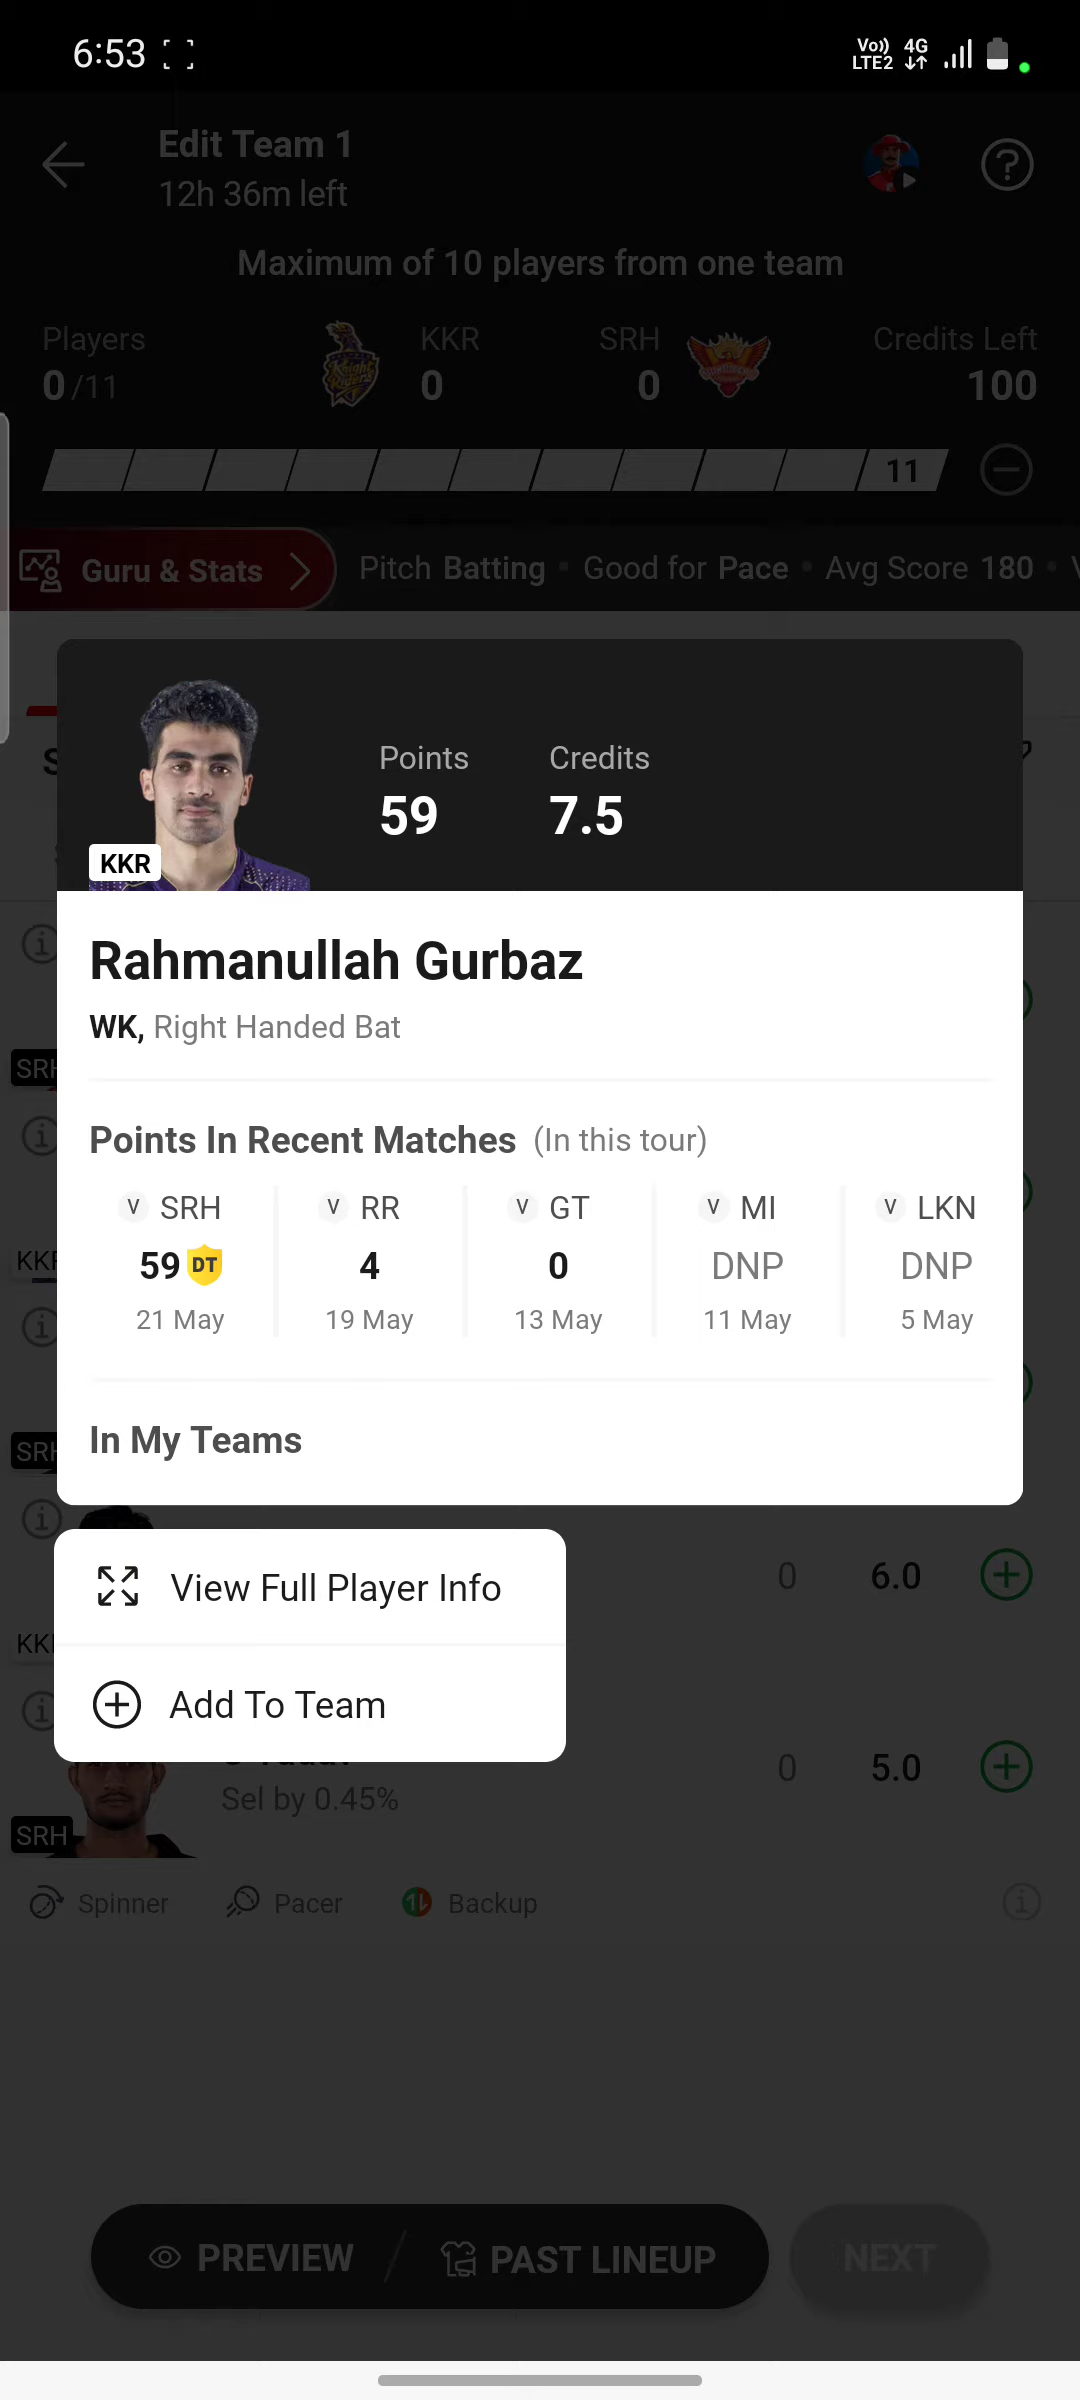 6:53
Vo)) 4G
LTE2
Edit Team 1
12h 36m left
Maximum of 10 players from one team
Players KKR SRH Credits Left
0/11 0 0 100
11
Guru & Stats Pitch Batting Good for Pace Avg Score 180
Points Credits
59 7.5
KKR
Rahmanullah Gurbaz
WK, Right Handed Bat
SRH
Points In Recent Matches (In this tour)
V SRH V RR V GT V MI V LKN
59 DT 4 0 DNP DNP
21 May 19 May 13 May 11 May 5 May
In My Teams
View Full Player Info
0 6.0
Add To Team
0 5.0
Sel by 0.45%
SRH
Spinner Pacer Backup
PREVIEW PAST LINEUP NEXT